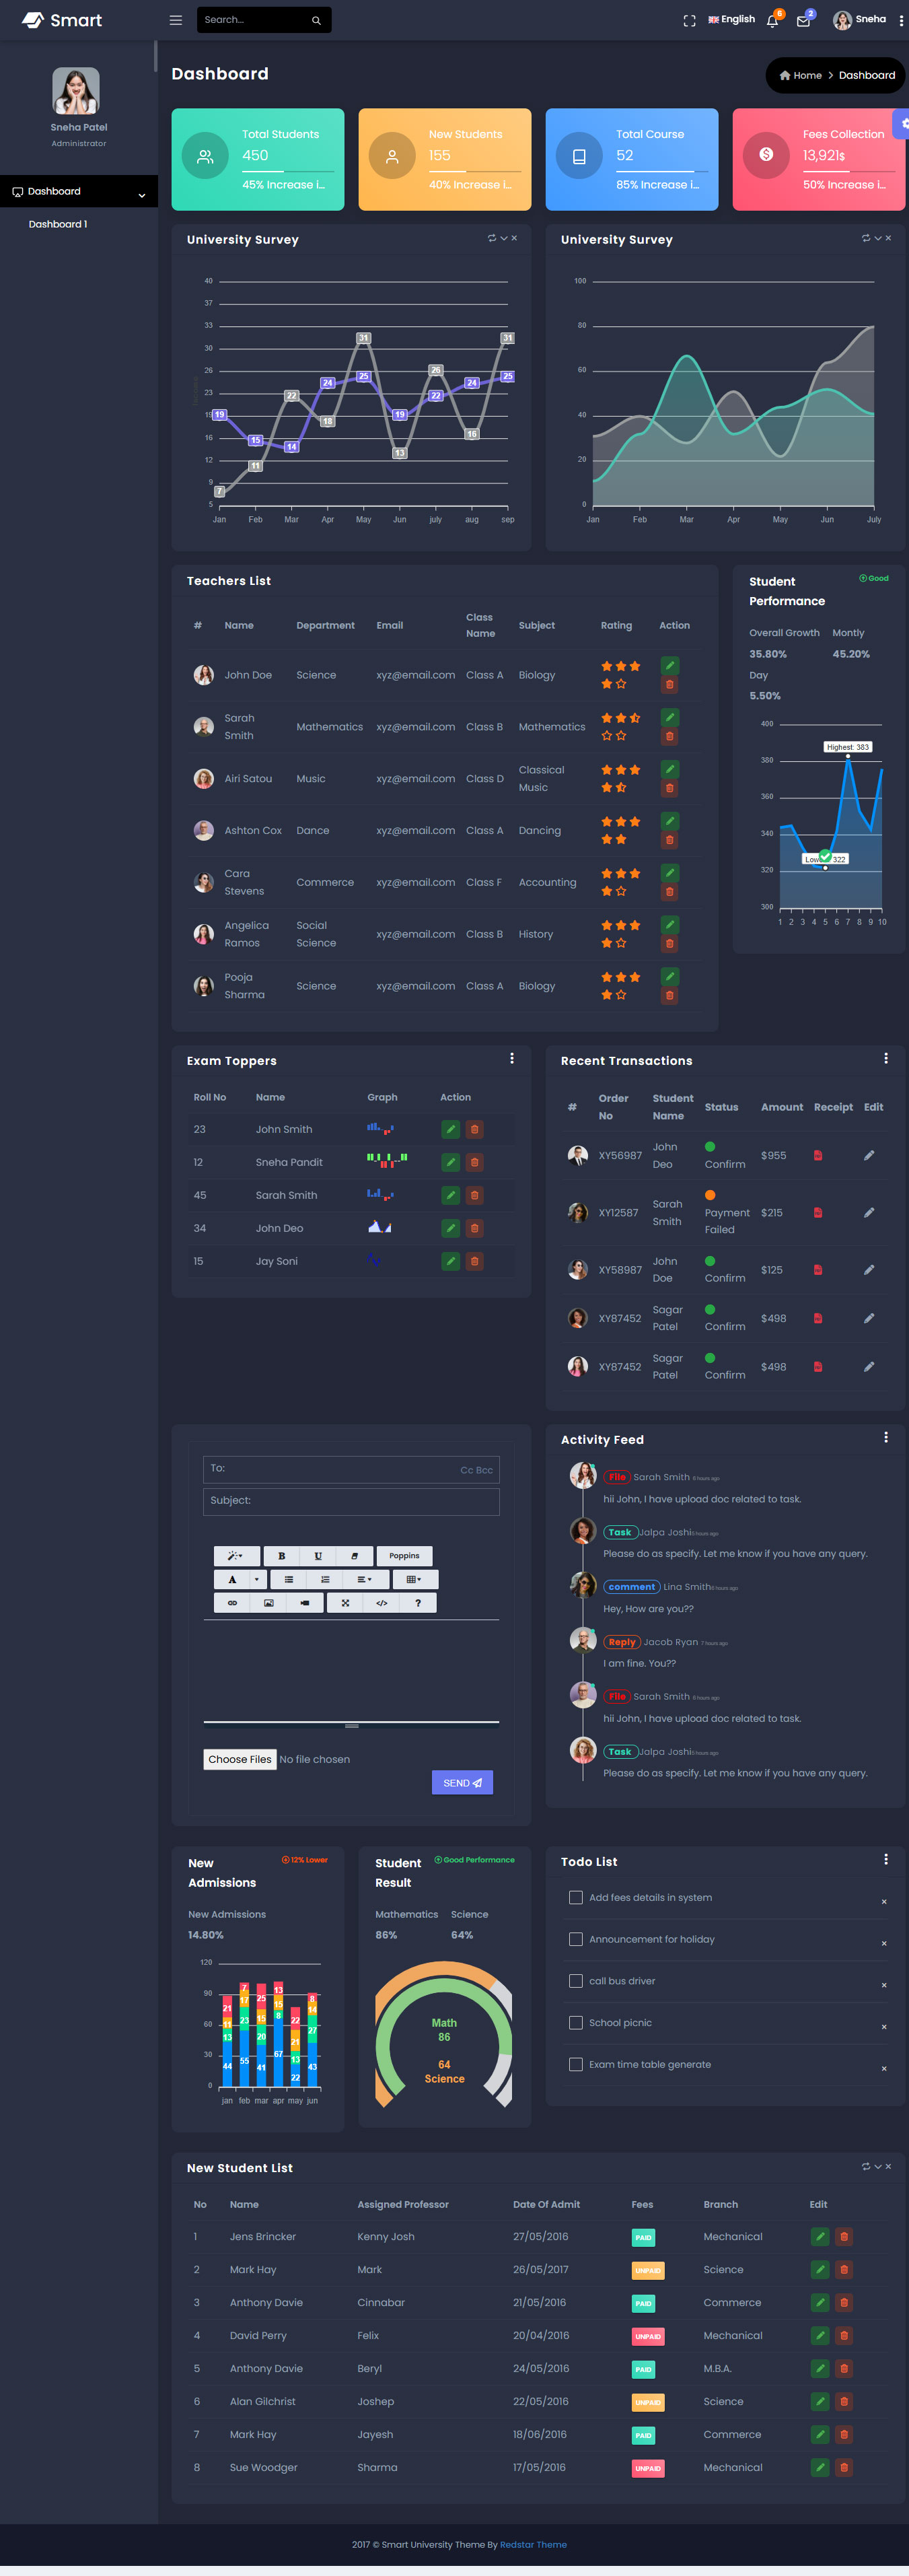 Smart
Search...
English
6
2
Sneha
Sneha Patel
Administrator
Dashboard
Dashboard 1
Dashboard
Home > Dashboard
Total Students
450
45% Increase i...
New Students
155
40% Increase i...
Total Course
52
85% Increase i...
Fees Collection
13,921$
50% Increase i...
University Survey
40
37
33
30
26
23
19
16
12
9
5
19
15
14
24
25
19
22
24
25
7
11
22
18
31
13
26
16
31
Jan Feb Mar Apr May Jun july aug sep
University Survey
100
80
60
40
20
0
Jan Feb Mar Apr May Jun July
Teachers List
# Name Department Email Class Name Subject Rating Action
John Doe Science xyz@email.com Class A Biology
Sarah Smith Mathematics xyz@email.com Class B Mathematics
Airi Satou Music xyz@email.com Class D Classical Music
Ashton Cox Dance xyz@email.com Class A Dancing
Cara Stevens Commerce xyz@email.com Class F Accounting
Angelica Ramos Social Science xyz@email.com Class B History
Pooja Sharma Science xyz@email.com Class A Biology
Student Performance
Good
Overall Growth
35.80%
Montly
45.20%
Day
5.50%
400
380
360
340
320
300
Highest: 383
322
1 2 3 4 5 6 7 8 9 10
Exam Toppers
Roll No Name Graph Action
23 John Smith
12 Sneha Pandit
45 Sarah Smith
34 John Deo
15 Jay Soni
Recent Transactions
# Order No Student Name Status Amount Receipt Edit
XY56987 John Deo Confirm $955
XY12587 Sarah Smith Payment Failed $215
XY58987 John Doe Confirm $125
XY87452 Sagar Patel Confirm $498
XY87452 Sagar Patel Confirm $498
To:
Cc Bcc
Subject:
B U Poppins
A
</> ?
Choose Files No file chosen
SEND
Activity Feed
File Sarah Smith 6 hours ago
hii John, I have upload doc related to task.
Task Jalpa Joshi
Please do as specify. Let me know if you have any query.
comment Lina Smith
Hey, How are you??
Reply Jacob Ryan 7 hours ago
I am fine. You??
File Sarah Smith 6 hours ago
hii John, I have upload doc related to task.
Task Jalpa Joshi
Please do as specify. Let me know if you have any query.
New Admissions
12% Lower
New Admissions
14.80%
120
90
60
30
0
21
11
13
44
7
17
23
55
25
15
20
41
13
15
8
67
22
21
13
22
8
14
27
43
jan feb mar apr may jun
Student Result
Good Performance
Mathematics
86%
Science
64%
Math
86
64
Science
Todo List
Add fees details in system
Announcement for holiday
call bus driver
School picnic
Exam time table generate
New Student List
No Name Assigned Professor Date Of Admit Fees Branch Edit
1 Jens Brincker Kenny Josh 27/05/2016 PAID Mechanical
2 Mark Hay Mark 26/05/2017 UNPAID Science
3 Anthony Davie Cinnabar 21/05/2016 PAID Commerce
4 David Perry Felix 20/04/2016 UNPAID Mechanical
5 Anthony Davie Beryl 24/05/2016 PAID M.B.A.
6 Alan Gilchrist Joshep 22/05/2016 UNPAID Science
7 Mark Hay Jayesh 18/06/2016 PAID Commerce
8 Sue Woodger Sharma 17/05/2016 UNPAID Mechanical
2017 © Smart University Theme By Redstar Theme